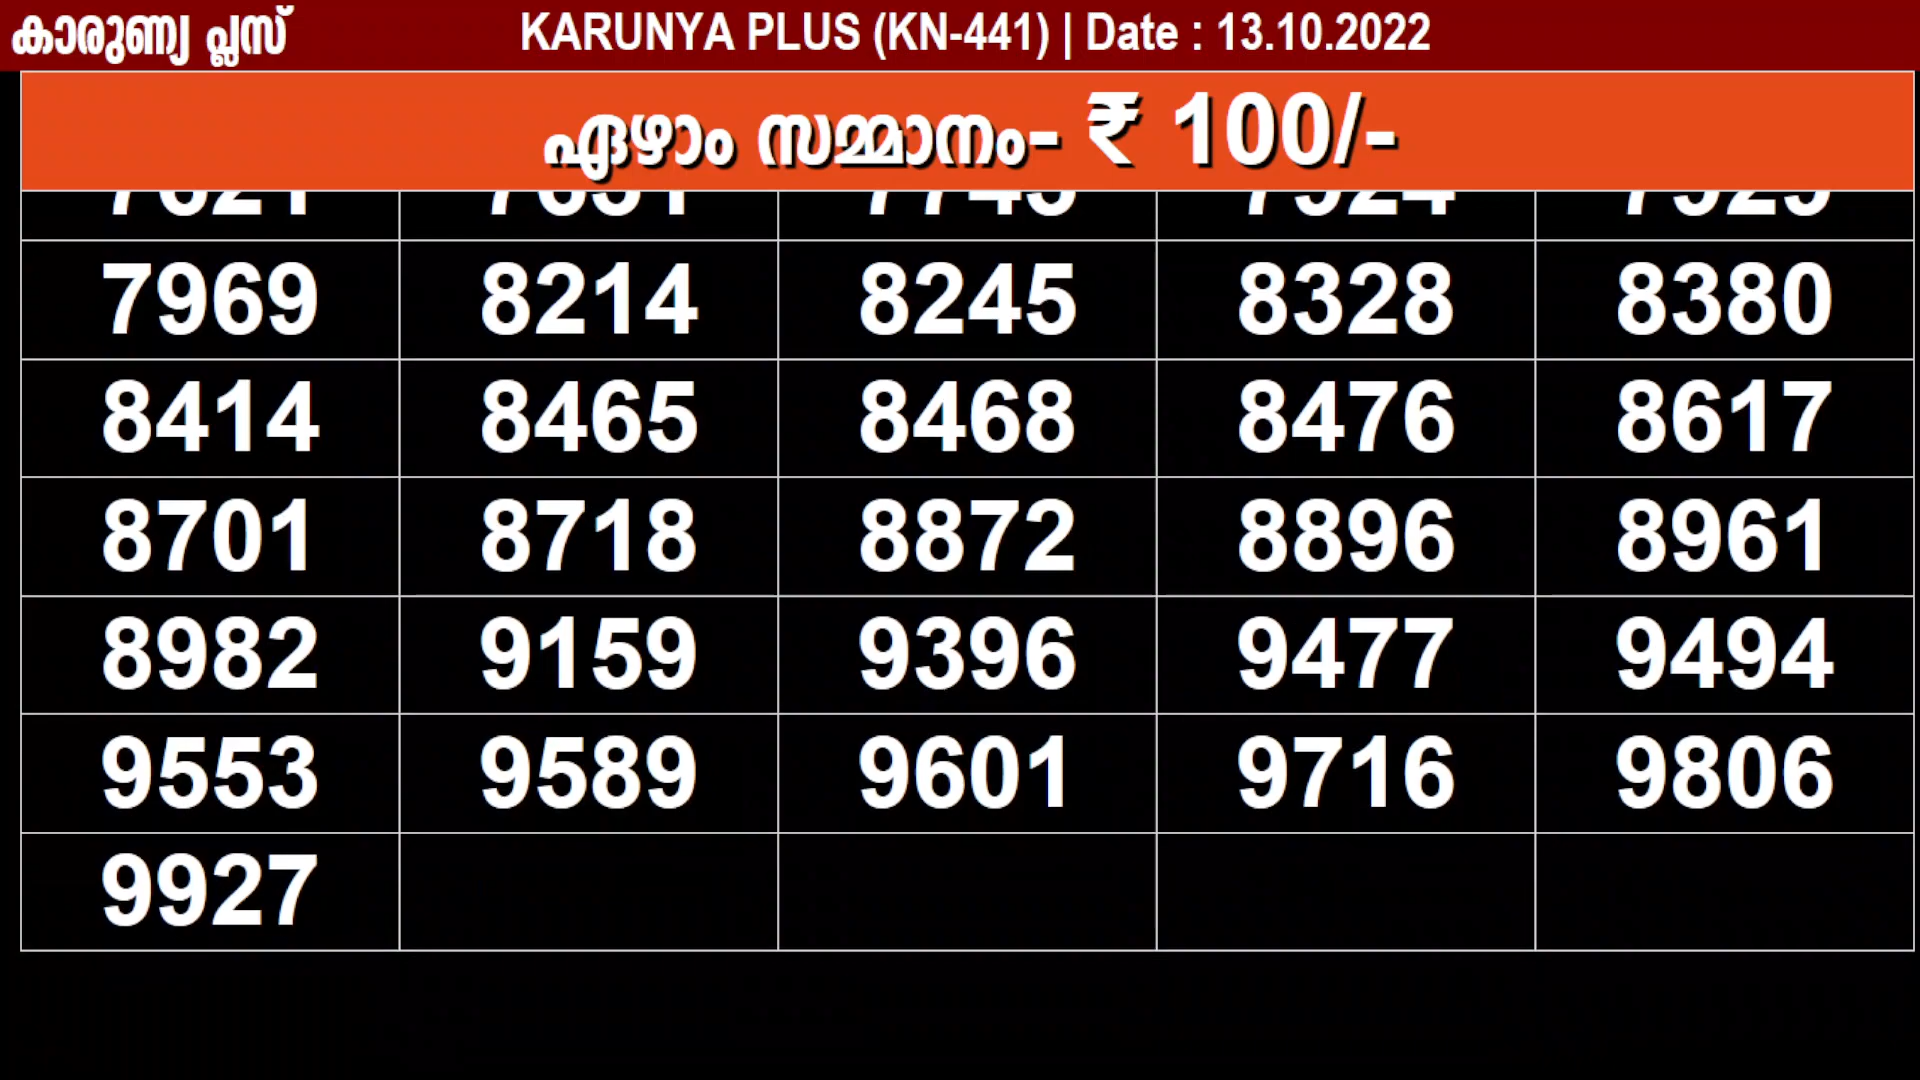 കാരുണ്യ പ്ലസ് KARUNYA PLUS (KN-441) | Date : 13.10.2022
ഏഴാം സമ്മാനം- ₹ 100/-
7969 8214 8245 8328 8380
8414 8465 8468 8476 8617
8701 8718 8872 8896 8961
8982 9159 9396 9477 9494
9553 9589 9601 9716 9806
9927